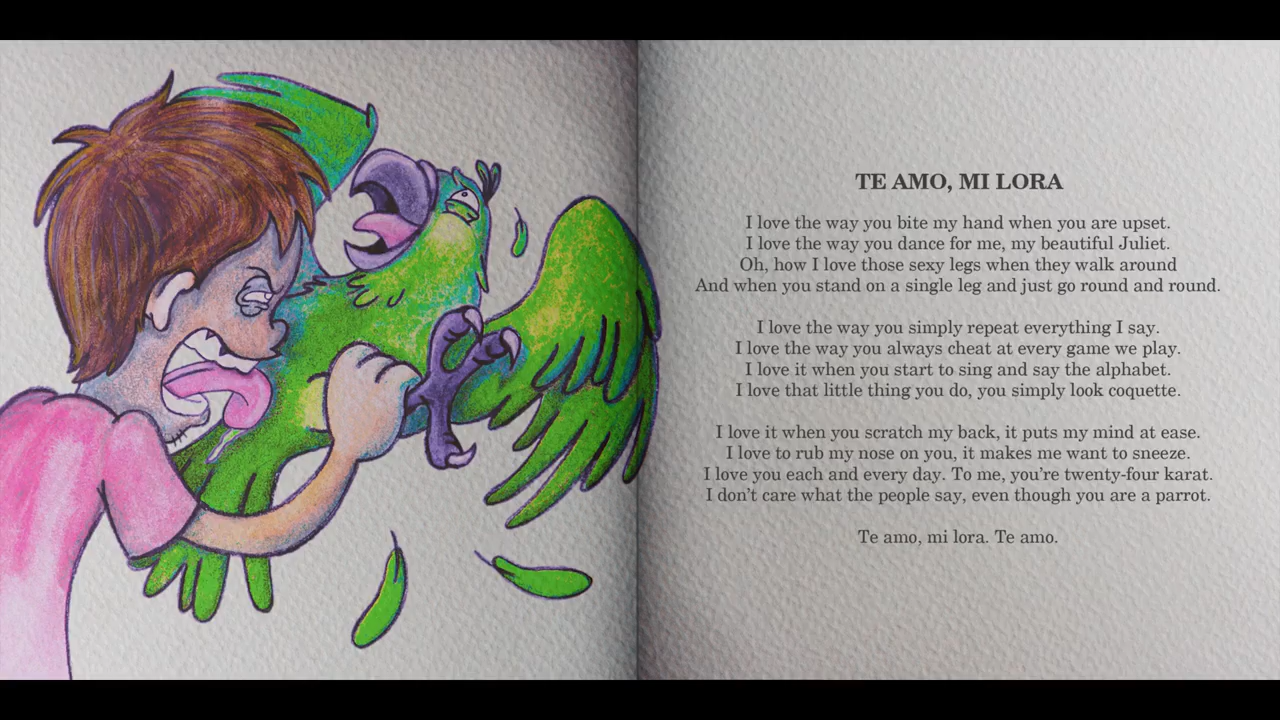 TE AMO, MI LORA
I love the way you bite my hand when you are upset.
I love the way you dance for me, my beautiful Juliet.
Oh, how I love those sexy legs when they walk around
And when you stand on a single leg and just go round and round.
I love the way you simply repeat everything I say.
I love the way you always cheat at every game we play.
I love it when you start to sing and say the alphabet.
I love that little thing you do, you simply look coquette.
I love it when you scratch my back, it puts my mind at ease.
I love to rub my nose on you, it makes me want to sneeze.
I love you each and every day. To me, you’re twenty-four karat.
I don’t care what the people say, even though you are a parrot.
Te amo, mi lora. Te amo.